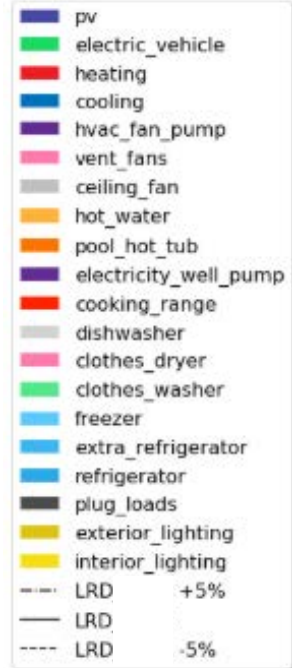 pv
electric_vehicle
heating
cooling
hvac_fan_pump
vent_fans
ceiling_fan
hot_water
pool_hot_tub
electricity_well_pump
cooking_range
dishwasher
clothes_dryer
clothes_washer
freezer
extra_refrigerator
refrigerator
plug_loads
exterior_lighting
interior_lighting
LRD +5%
LRD
LRD -5%